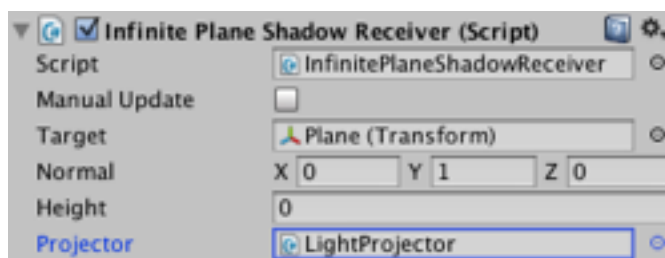 Infinite Plane Shadow Receiver (Script)
Script InfinitePlaneShadowReceiver
Manual Update
Target Plane (Transform)
Normal X 0 Y 1 Z 0
Height 0
Projector LightProjector